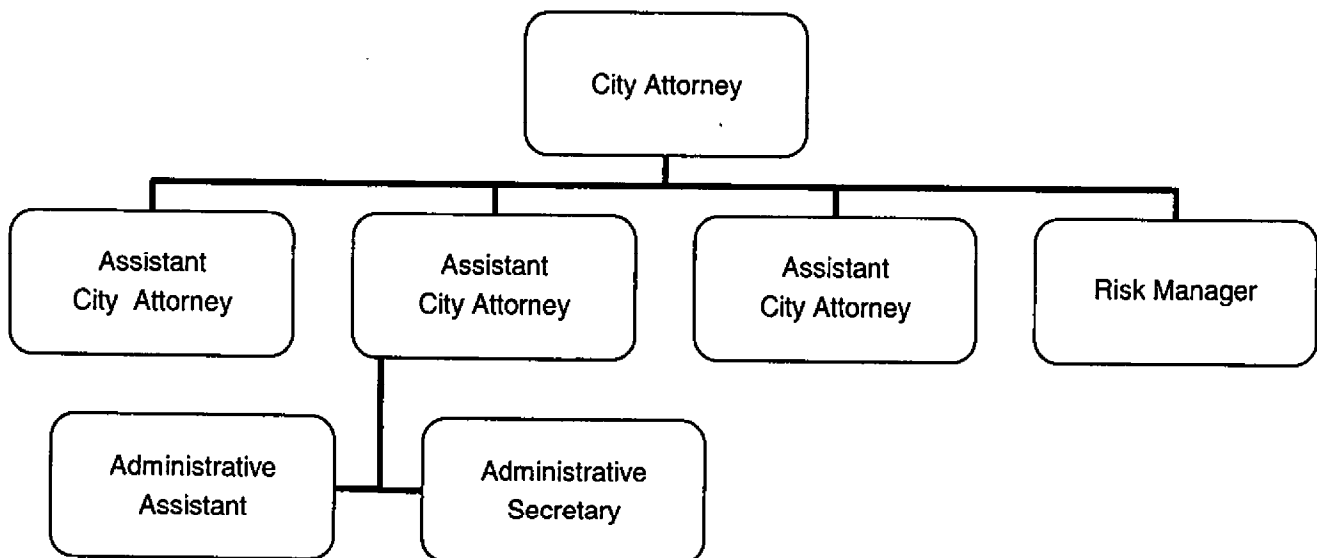 City Attorney
Assistant
City Attorney
Assistant
City Attorney
Assistant
City Attorney
Risk Manager
Administrative
Assistant
Administrative
Secretary